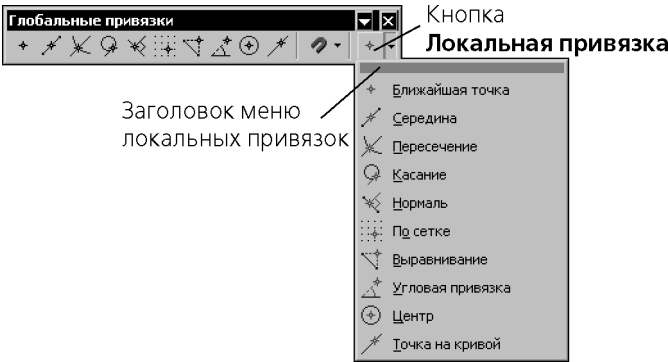 Глобальные привязки
Кнопка
Локальная привязка
Заголовок меню
локальных привязок
Ближайшая точка
Середина
Пересечение
Касание
Нормаль
По сетке
Выравнивание
Угловая привязка
Центр
Точка на кривой